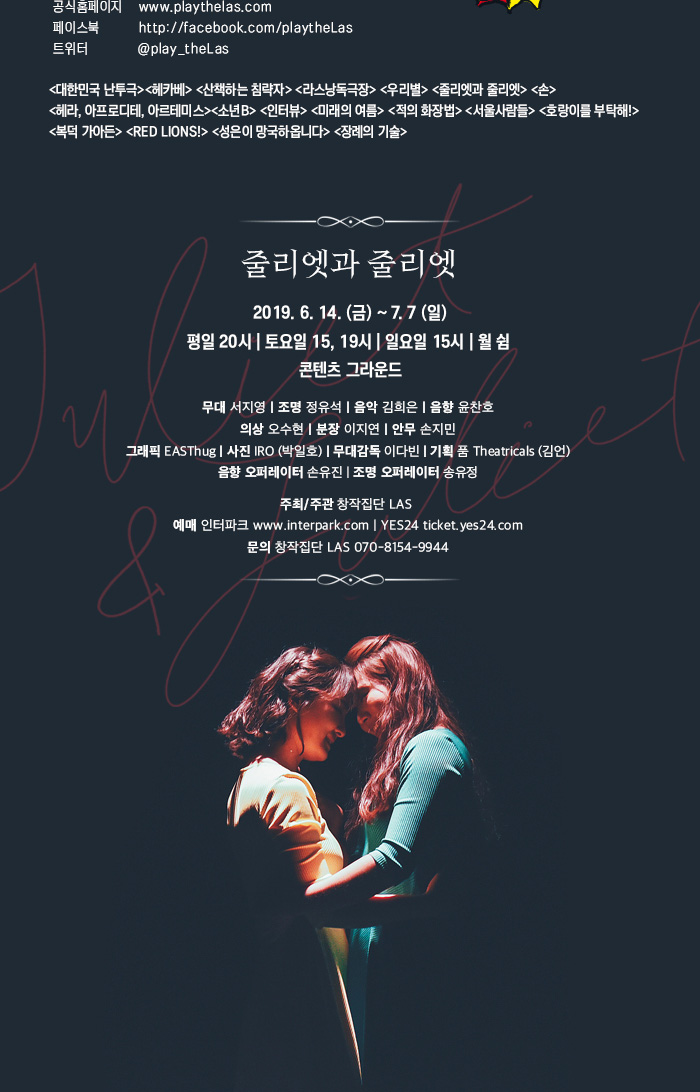 공식홈페이지 www.playthelas.com
페이스북 http://facebook.com/playtheLas
트위터 @play_theLas
<대한민국 난투극><헤카베> <산책하는 침략자> <라스낭독극장> <우리별> <줄리엣과 줄리엣> <손>
<헤라, 아프로디테, 아르테미스><소년B> <인터뷰> <미래의 여름> <적의 화장법> <서울사람들> <호랑이를 부탁해!>
<복덕 가아든> <RED LIONS!> <성은이 망국하옵니다> <장례의 기술>
Juliet
& Juliet
줄리엣과 줄리엣
2019. 6. 14. (금) ~ 7. 7 (일)
평일 20시 | 토요일 15, 19시 | 일요일 15시 | 월 쉼
콘텐츠 그라운드
무대 서지영 | 조명 정유석 | 음악 김희은 | 음향 윤찬호
의상 오수현 | 분장 이지연 | 안무 손지민
그래픽 EASThug | 사진 IRO (박일호) | 무대감독 이다빈 | 기획 품 Theatricals (김언)
음향 오퍼레이터 손유진 | 조명 오퍼레이터 송유정
주최/주관 창작집단 LAS
예매 인터파크 www.interpark.com | YES24 ticket.yes24.com
문의 창작집단 LAS 070-8154-9944